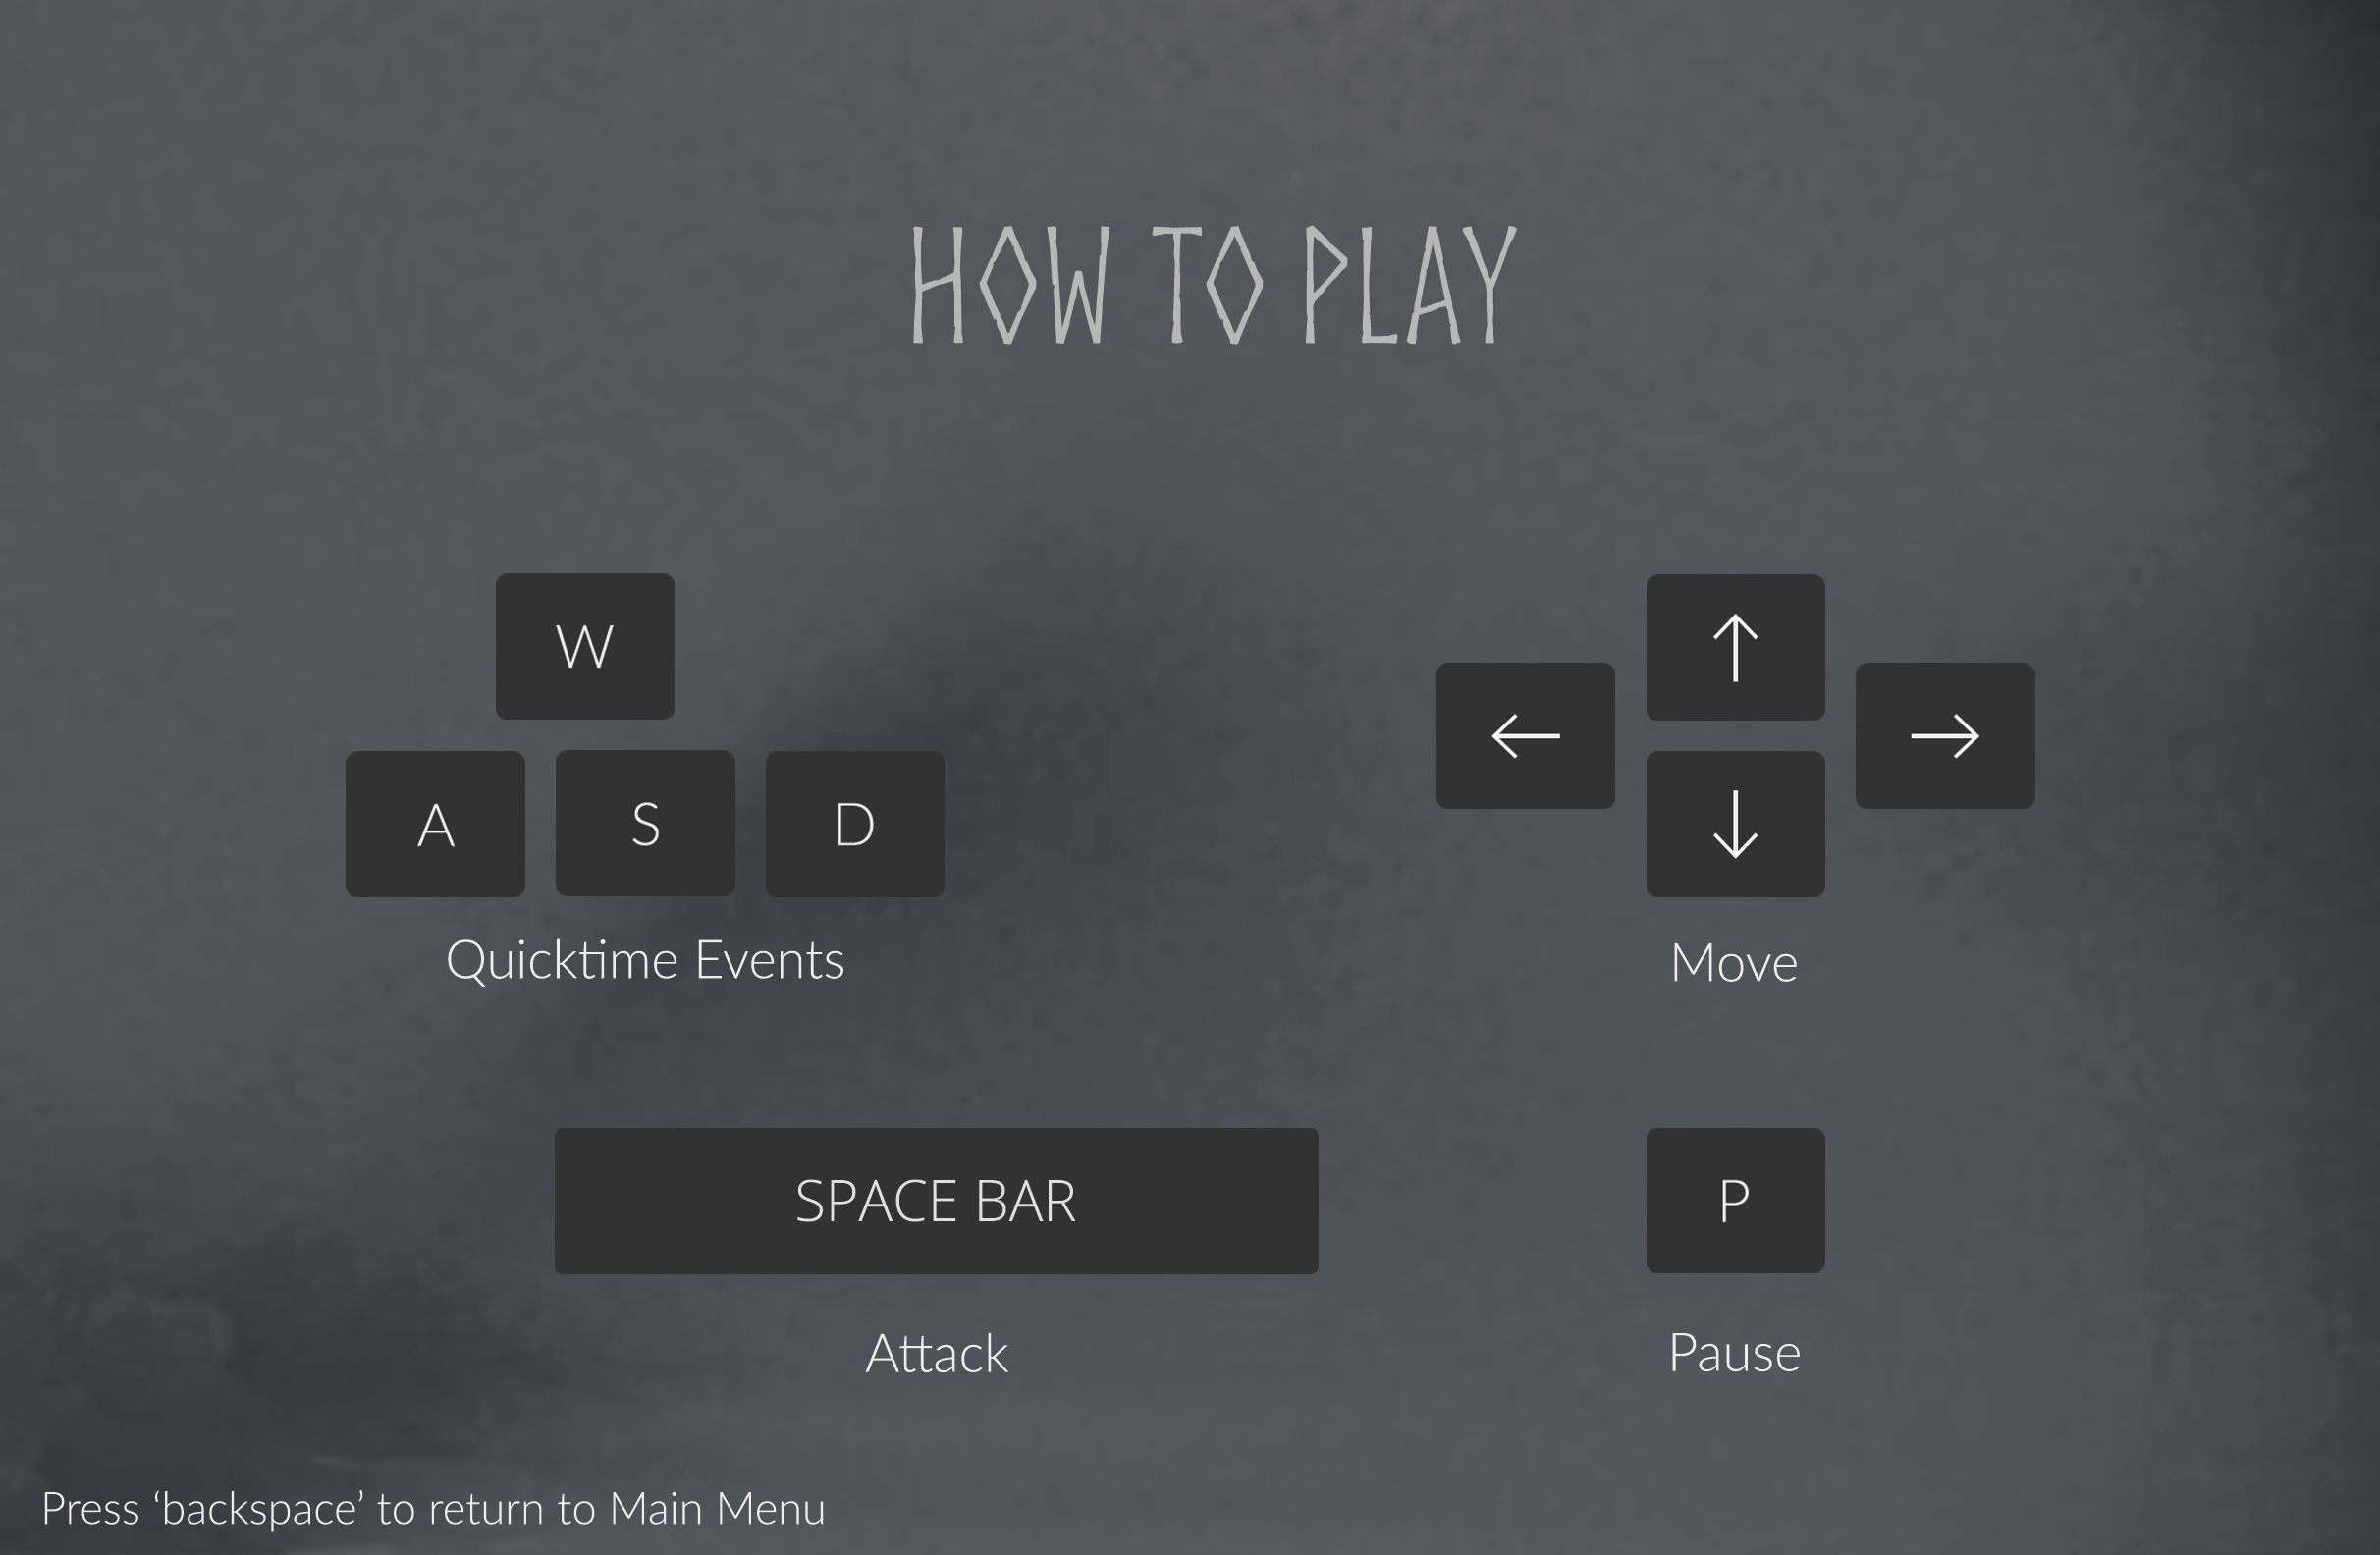 HOW TO PLAY
W
↑
← →
A S D
↓
Quicktime Events
Move
SPACE BAR
P
Attack
Pause
Press ‘backspace’ to return to Main Menu